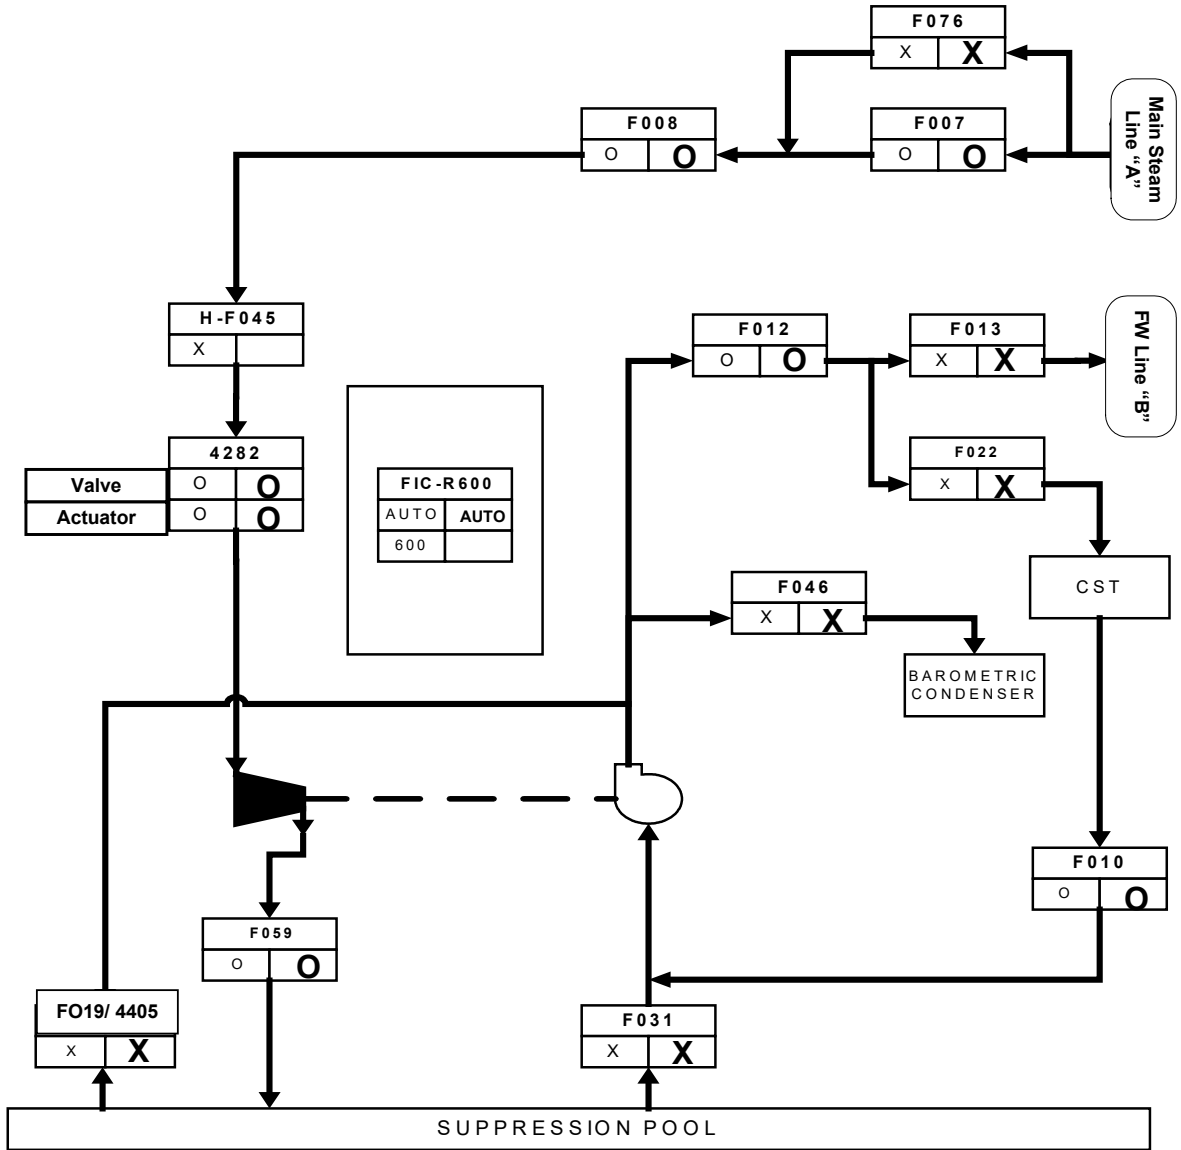 F076
X X
Main Steam
Line "A"
F008
O O
F007
O O
H-F045
X
F012
O O
F013
X X
FW Line "B"
4282
Valve O O
Actuator O O
FIC-R600
AUTO AUTO
600
F022
X X
CST
F046
X X
BAROMETRIC
CONDENSER
F010
O O
F059
O O
FO19/ 4405
X X
F031
X X
SUPPRESSION POOL